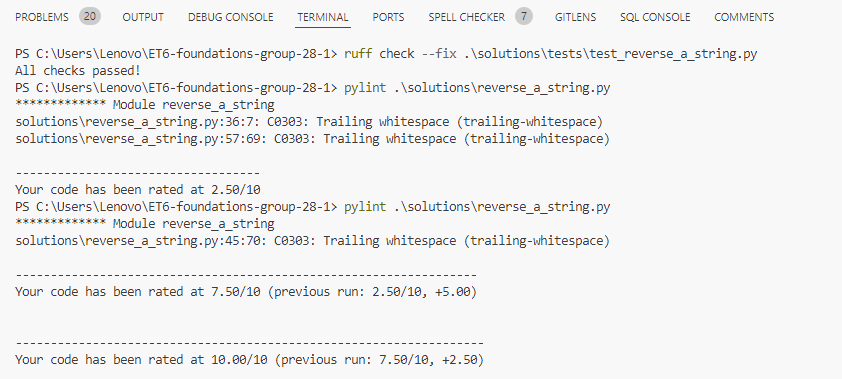 PROBLEMS 20 OUTPUT DEBUG CONSOLE TERMINAL PORTS SPELL CHECKER 7 GITLENS SQL CONSOLE COMMENTS
PS C:\Users\Lenovo\ET6-foundations-group-28-1> ruff check --fix .\solutions\tests\test_reverse_a_string.py
All checks passed!
PS C:\Users\Lenovo\ET6-foundations-group-28-1> pylint .\solutions\reverse_a_string.py
************* Module reverse_a_string
solutions\reverse_a_string.py:36:7: C0303: Trailing whitespace (trailing-whitespace)
solutions\reverse_a_string.py:57:69: C0303: Trailing whitespace (trailing-whitespace)
-----------------------------------
Your code has been rated at 2.50/10
PS C:\Users\Lenovo\ET6-foundations-group-28-1> pylint .\solutions\reverse_a_string.py
************* Module reverse_a_string
solutions\reverse_a_string.py:45:70: C0303: Trailing whitespace (trailing-whitespace)
------------------------------------------------------------------
Your code has been rated at 7.50/10 (previous run: 2.50/10, +5.00)
-------------------------------------------------------------------
Your code has been rated at 10.00/10 (previous run: 7.50/10, +2.50)